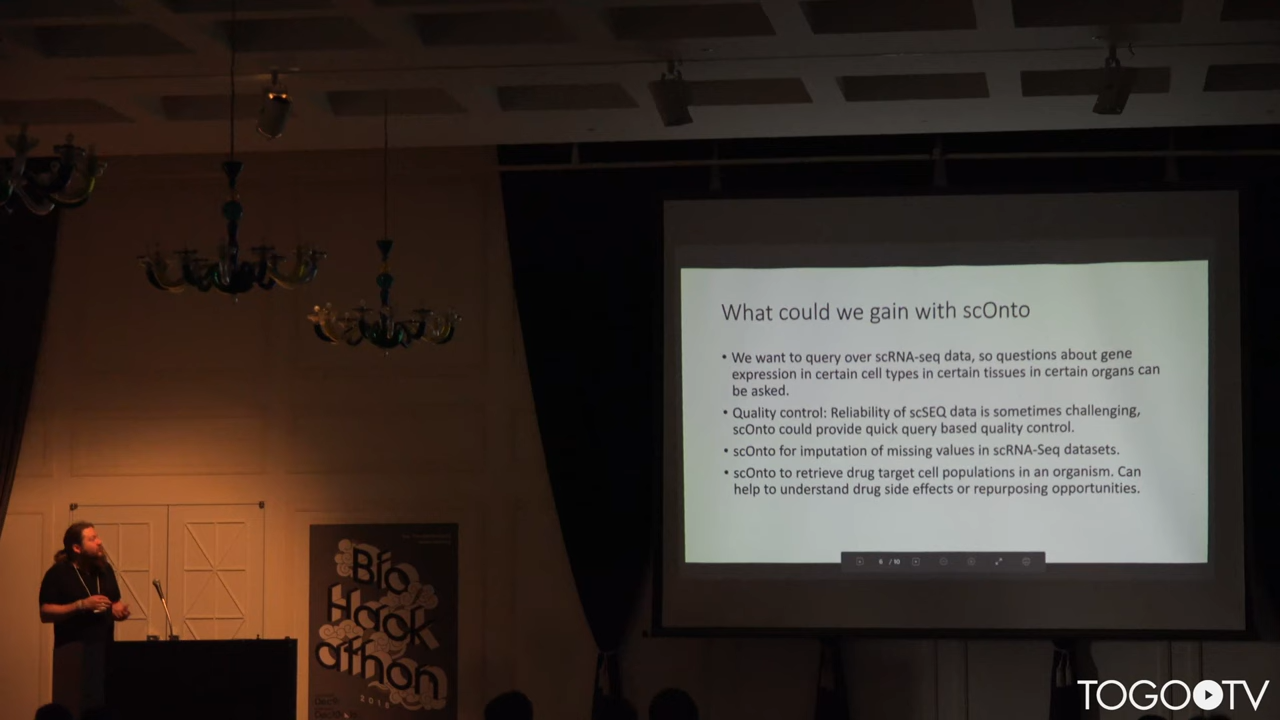 What could we gain with scOnto
• We want to query over scRNA-seq data, so questions about gene
expression in certain cell types in certain tissues in certain organs can
be asked.
• Quality control: Reliability of scSEQ data is sometimes challenging,
scOnto could provide quick query based quality control.
• scOnto for imputation of missing values in scRNA-Seq datasets.
• scOnto to retrieve drug target cell populations in an organism. Can
help to understand drug side effects or repurposing opportunities.
6 / 10
Bio
Hack
athon
TOGOTV